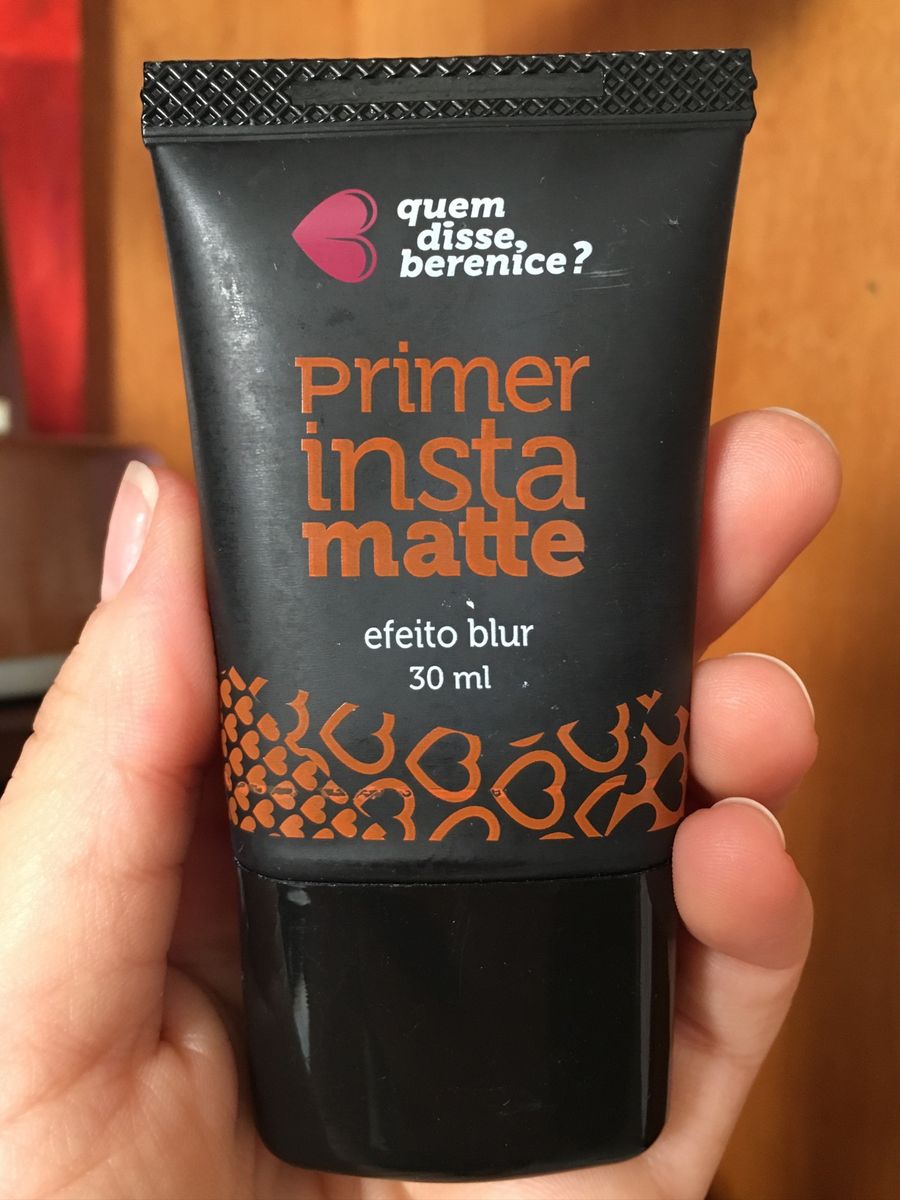 quem
disse,
berenice?
Primer
insta
matte
efeito blur
30 ml